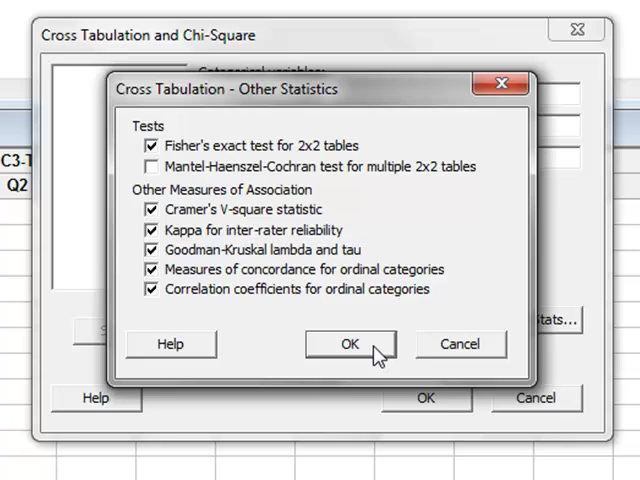 Cross Tabulation and Chi-Square
Categorical variables:
Cross Tabulation - Other Statistics
Tests
Fisher's exact test for 2x2 tables
Mantel-Haenszel-Cochran test for multiple 2x2 tables
Other Measures of Association
Cramer's V-square statistic
Kappa for inter-rater reliability
Goodman-Kruskal lambda and tau
Measures of concordance for ordinal categories
Correlation coefficients for ordinal categories
Help OK Cancel
C3-T
Q2
Stats...
Help OK Cancel